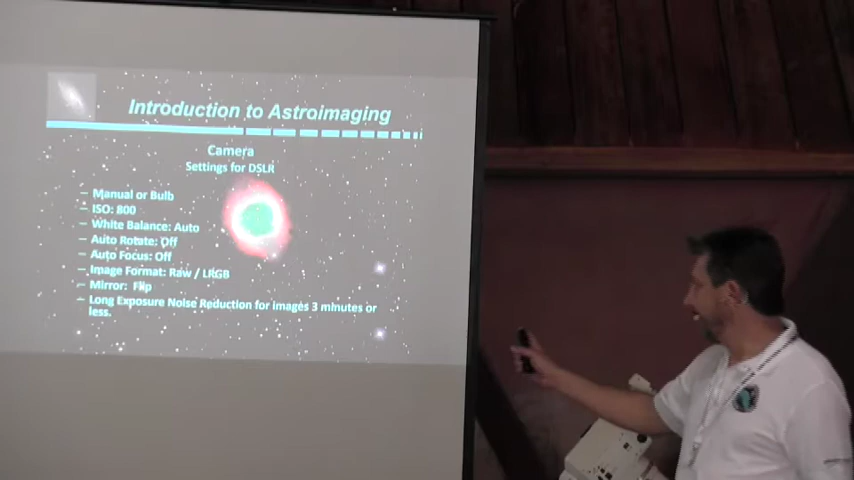 Introduction to Astroimaging
Camera
Settings for DSLR
– Manual or Bulb
– ISO: 800
– White Balance: Auto
– Auto Rotate: Off
– Auto Focus: Off
– Image Format: Raw / LRGB
– Mirror: Flip
– Long Exposure Noise Reduction for images 3 minutes or
less.